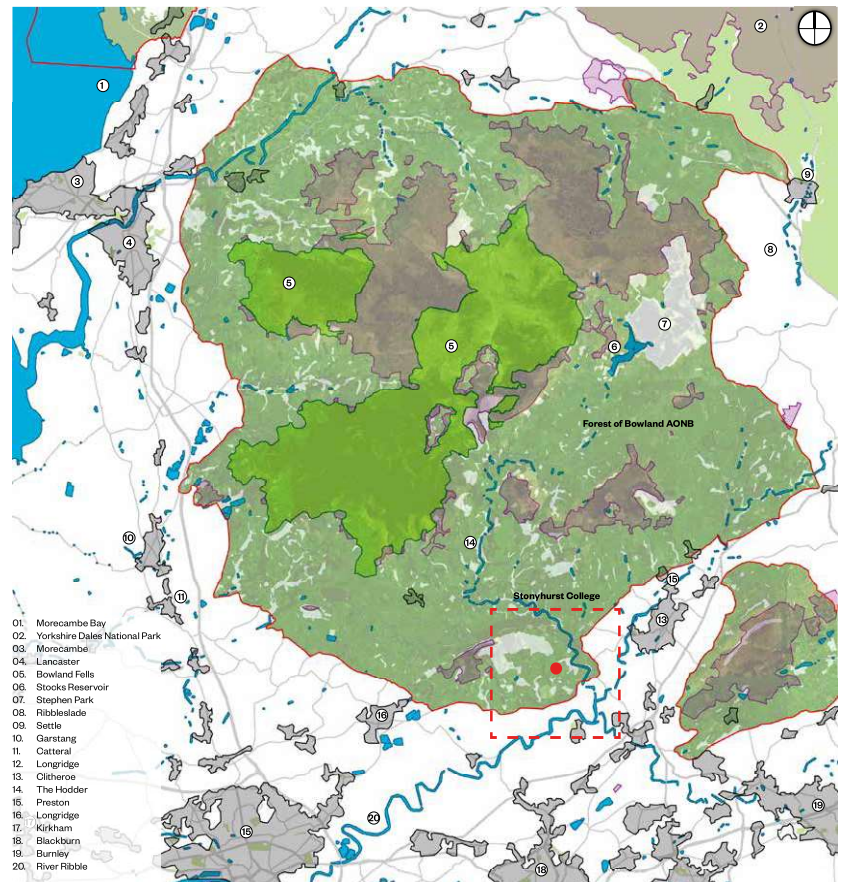 2
1
3
9
4
8
5
7
5
6
Forest of Bowland AONB
10
14
15
Stonyhurst College
11
13
16
20
15
18
19
01. Morecambe Bay
02. Yorkshire Dales National Park
03. Morecambe
04. Lancaster
05. Bowland Fells
06. Stocks Reservoir
07. Stephen Park
08. Ribbleslade
09. Settle
10. Garstang
11. Catteral
12. Longridge
13. Clitheroe
14. The Hodder
15. Preston
16. Longridge
17. Kirkham
18. Blackburn
19. Burnley
20. River Ribble